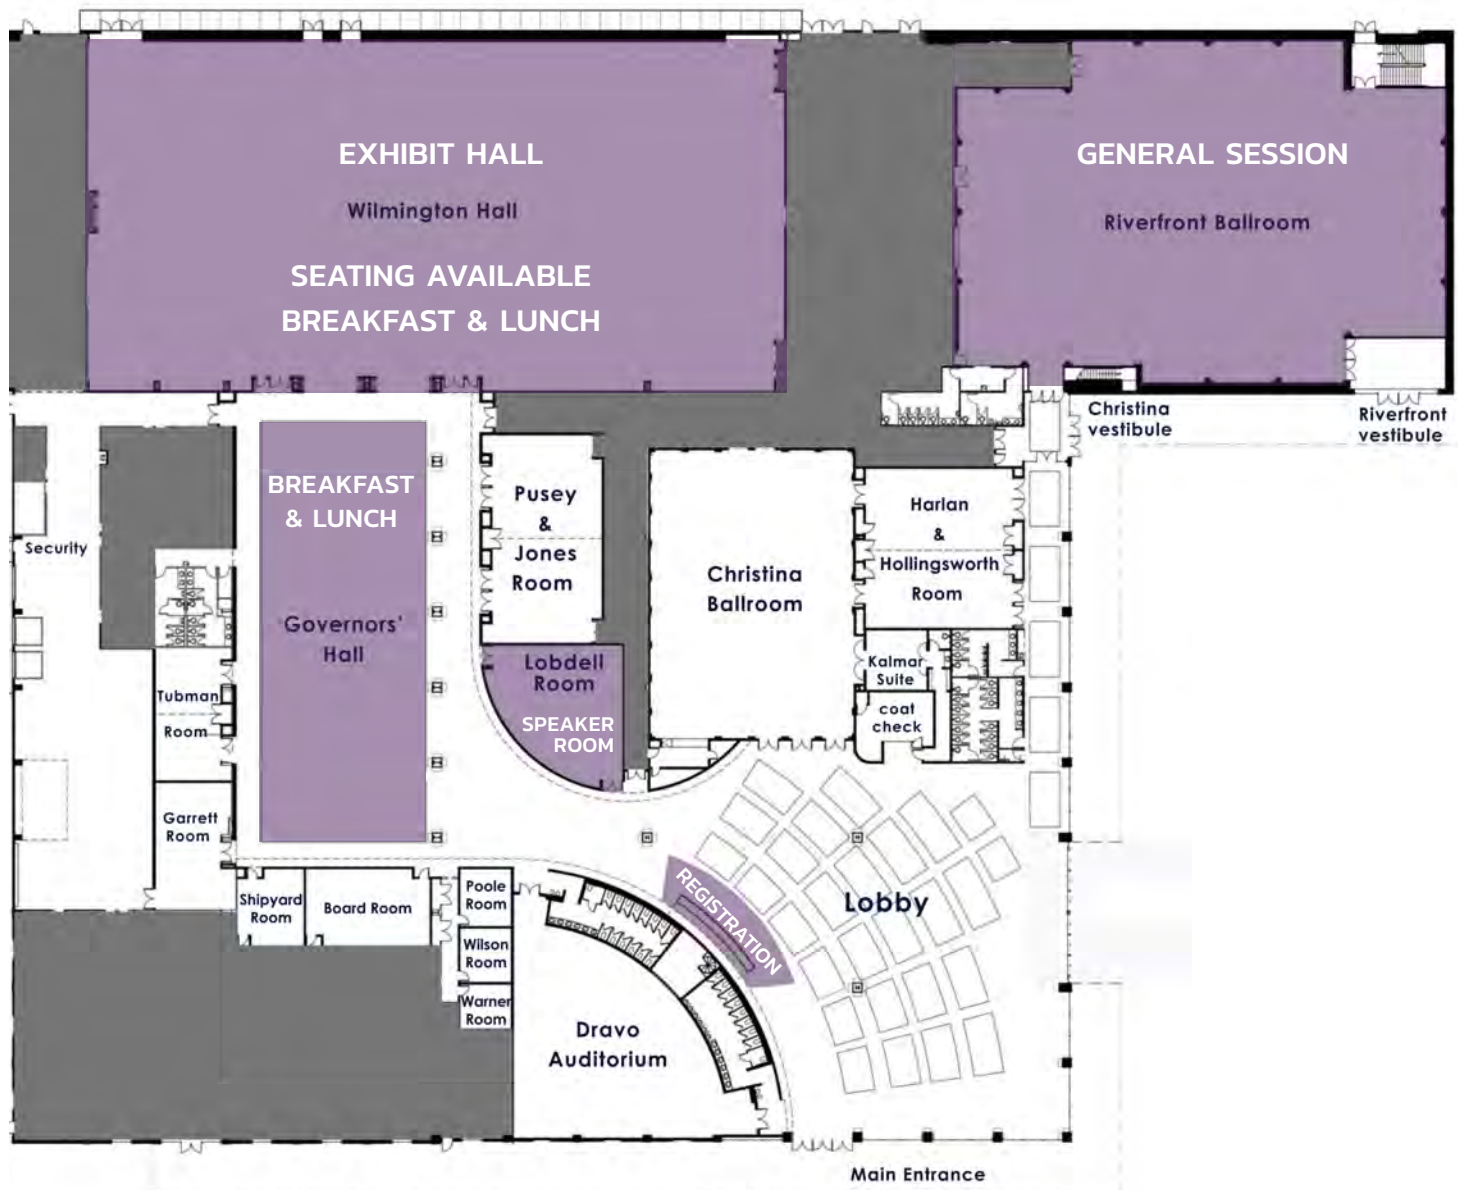 EXHIBIT HALL
Wilmington Hall
SEATING AVAILABLE
BREAKFAST & LUNCH
GENERAL SESSION
Riverfront Ballroom
Christina
vestibule
Riverfront
vestibule
Security
BREAKFAST
& LUNCH
Governors'
Hall
Pusey
&
Jones
Room
Lobdell
Room
SPEAKER
ROOM
Christina
Ballroom
Harlan
&
Hollingsworth
Room
Kalmar
Suite
coat
check
Tubman
Room
Garrett
Room
Shipyard
Room
Board Room
Poole
Room
Wilson
Room
Warner
Room
Dravo
Auditorium
REGISTRATION
Lobby
Main Entrance